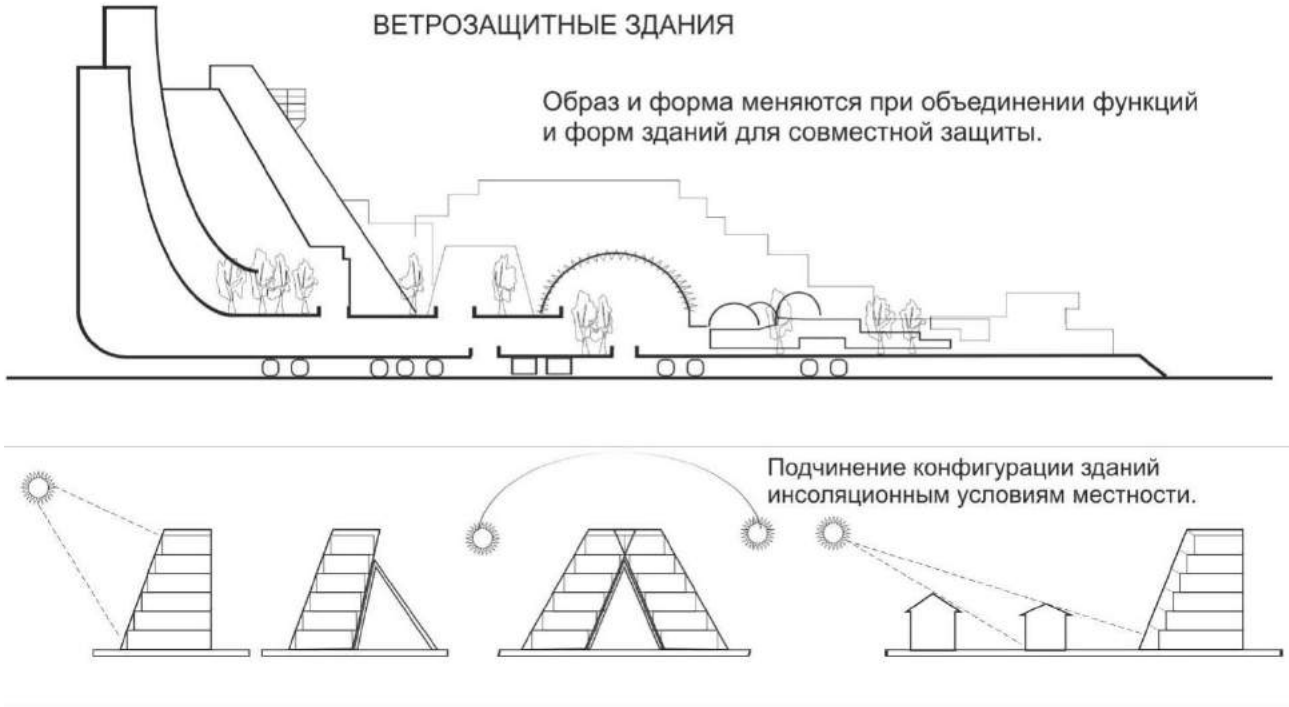 ВЕТРОЗАЩИТНЫЕ ЗДАНИЯ
Образ и форма меняются при объединении функций
и форм зданий для совместной защиты.
Подчинение конфигурации зданий
инсоляционным условиям местности.